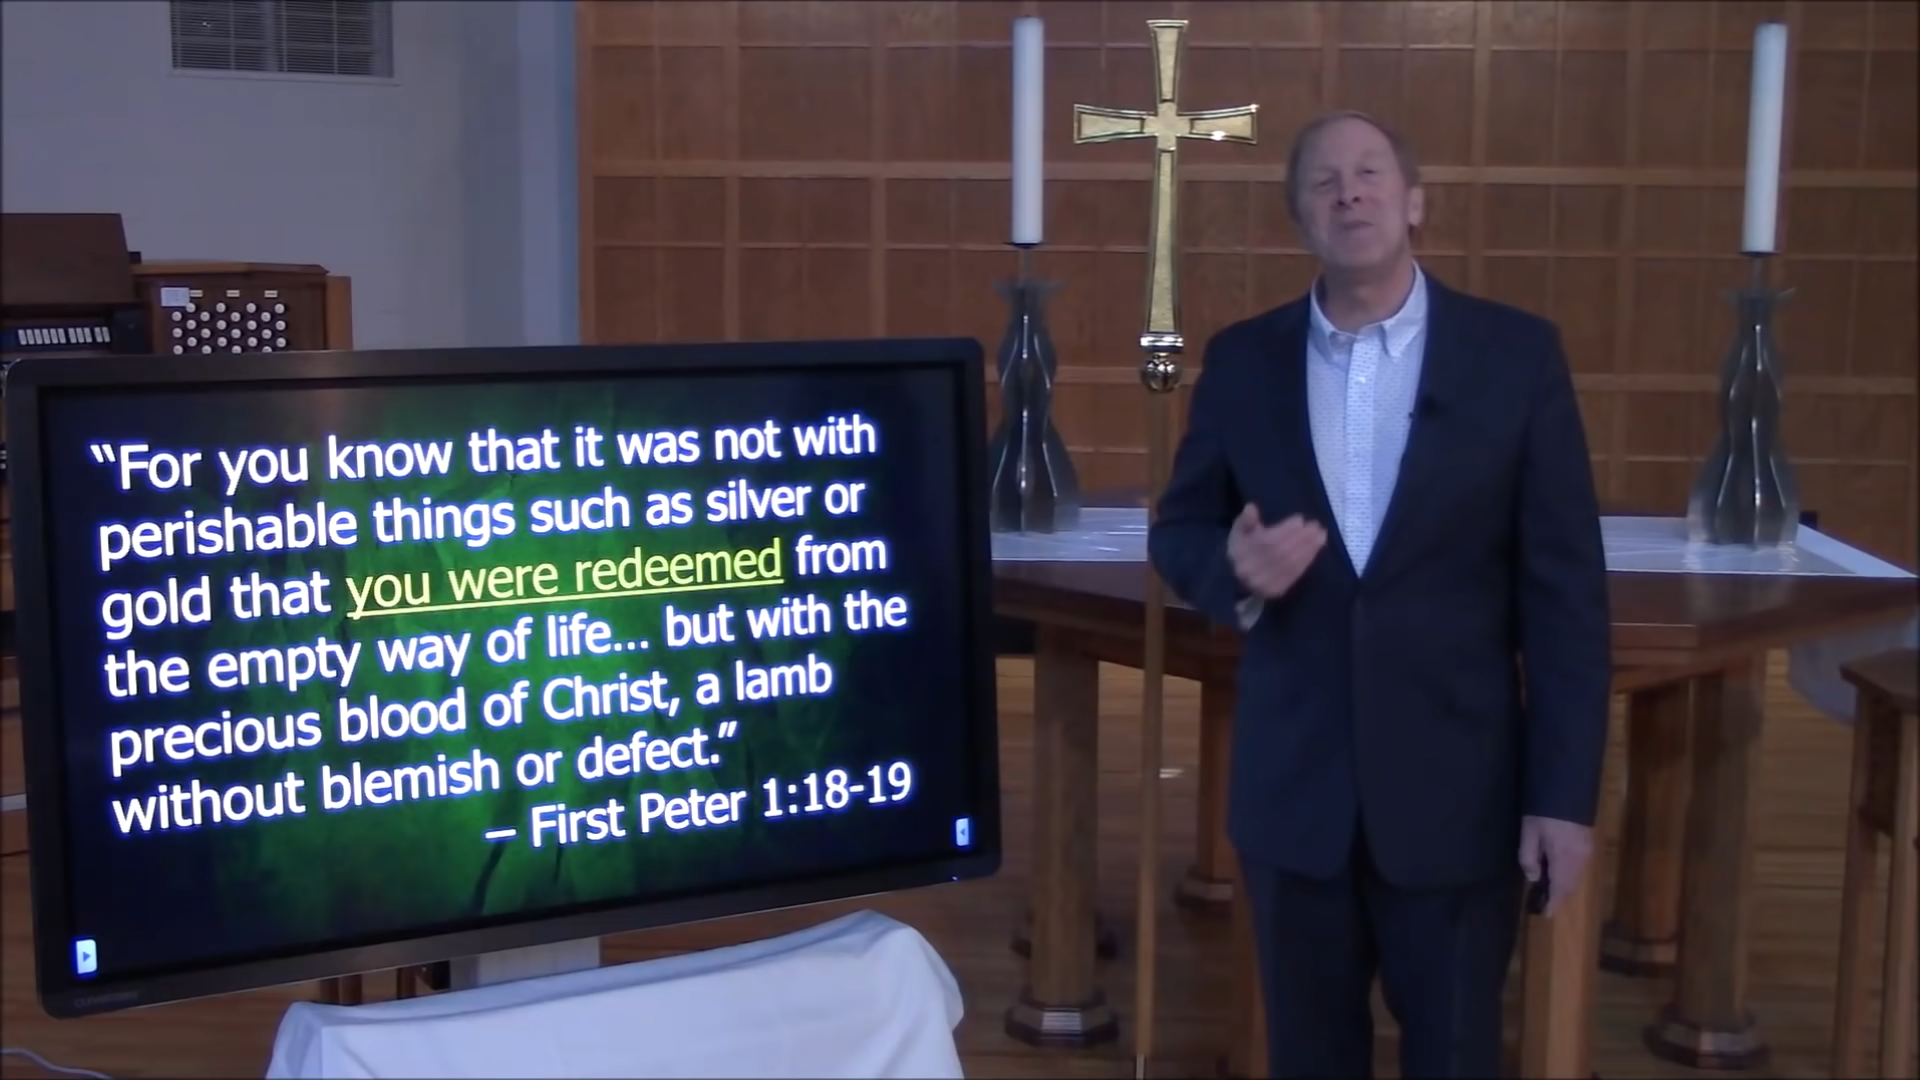 “For you know that it was not with
perishable things such as silver or
gold that you were redeemed from
the empty way of life... but with the
precious blood of Christ, a lamb
without blemish or defect.”
– First Peter 1:18-19